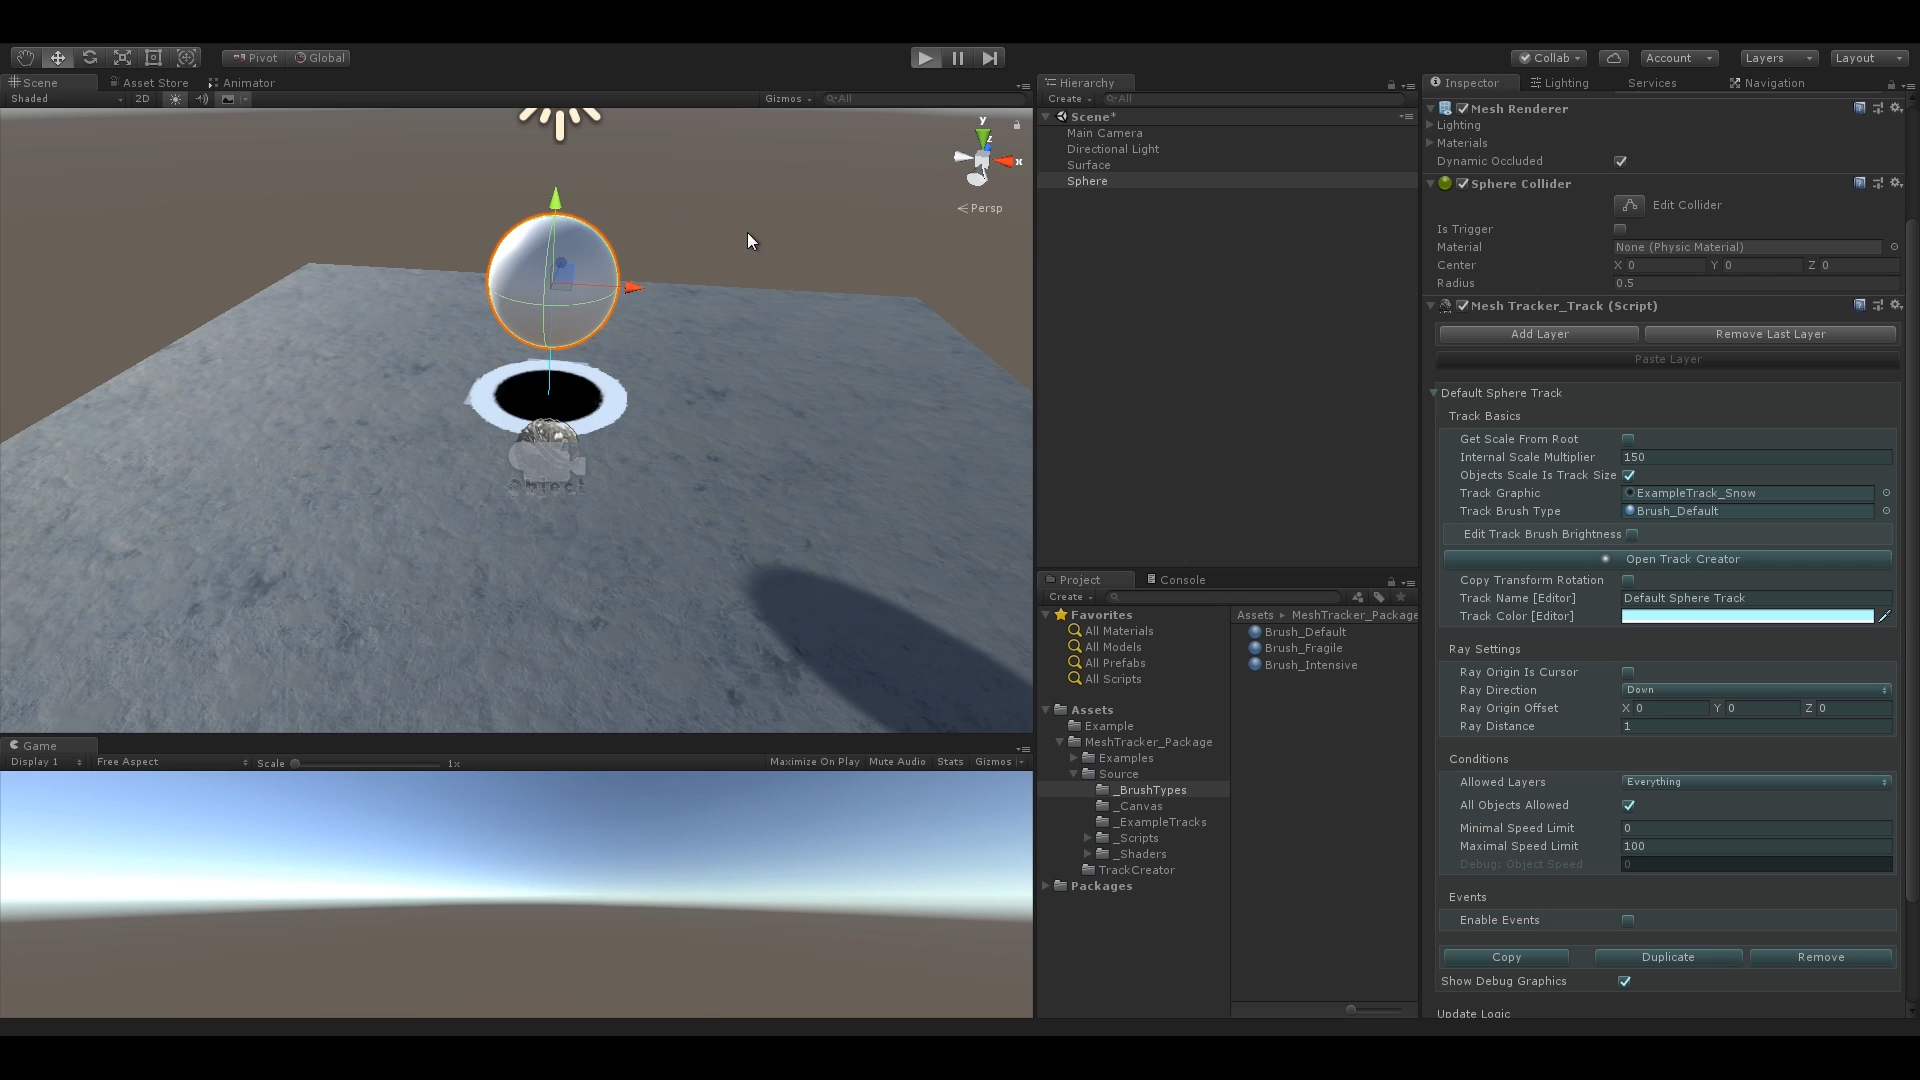 Pivot Global
Collab Account Layers Layout
Scene Asset Store Animator
Shaded 2D Gizmos All
y
x
Persp
Object
Game
Display 1 Free Aspect Scale 1x Maximize On Play Mute Audio Stats Gizmos
Hierarchy
Create All
Scene*
Main Camera
Directional Light
Surface
Sphere
Project Console
Create
Favorites
All Materials
All Models
All Prefabs
All Scripts
Assets
Example
MeshTracker_Package
Examples
Source
_BrushTypes
_Canvas
_ExampleTracks
_Scripts
_Shaders
TrackCreator
Packages
Assets MeshTracker_Package
Brush_Default
Brush_Fragile
Brush_Intensive
Inspector Lighting Services Navigation
Mesh Renderer
Lighting
Materials
Dynamic Occluded
Sphere Collider
Edit Collider
Is Trigger
Material None (Physic Material)
Center X 0 Y 0 Z 0
Radius 0.5
Mesh Tracker_Track (Script)
Add Layer Remove Last Layer
Paste Layer
Default Sphere Track
Track Basics
Get Scale From Root
Internal Scale Multiplier 150
Objects Scale Is Track Size
Track Graphic ExampleTrack_Snow
Track Brush Type Brush_Default
Edit Track Brush Brightness
Open Track Creator
Copy Transform Rotation
Track Name [Editor] Default Sphere Track
Track Color [Editor]
Ray Settings
Ray Origin Is Cursor
Ray Direction Down
Ray Origin Offset X 0 Y 0 Z 0
Ray Distance 1
Conditions
Allowed Layers Everything
All Objects Allowed
Minimal Speed Limit 0
Maximal Speed Limit 100
Debug: Object Speed 0
Events
Enable Events
Copy Duplicate Remove
Show Debug Graphics
Update Logic